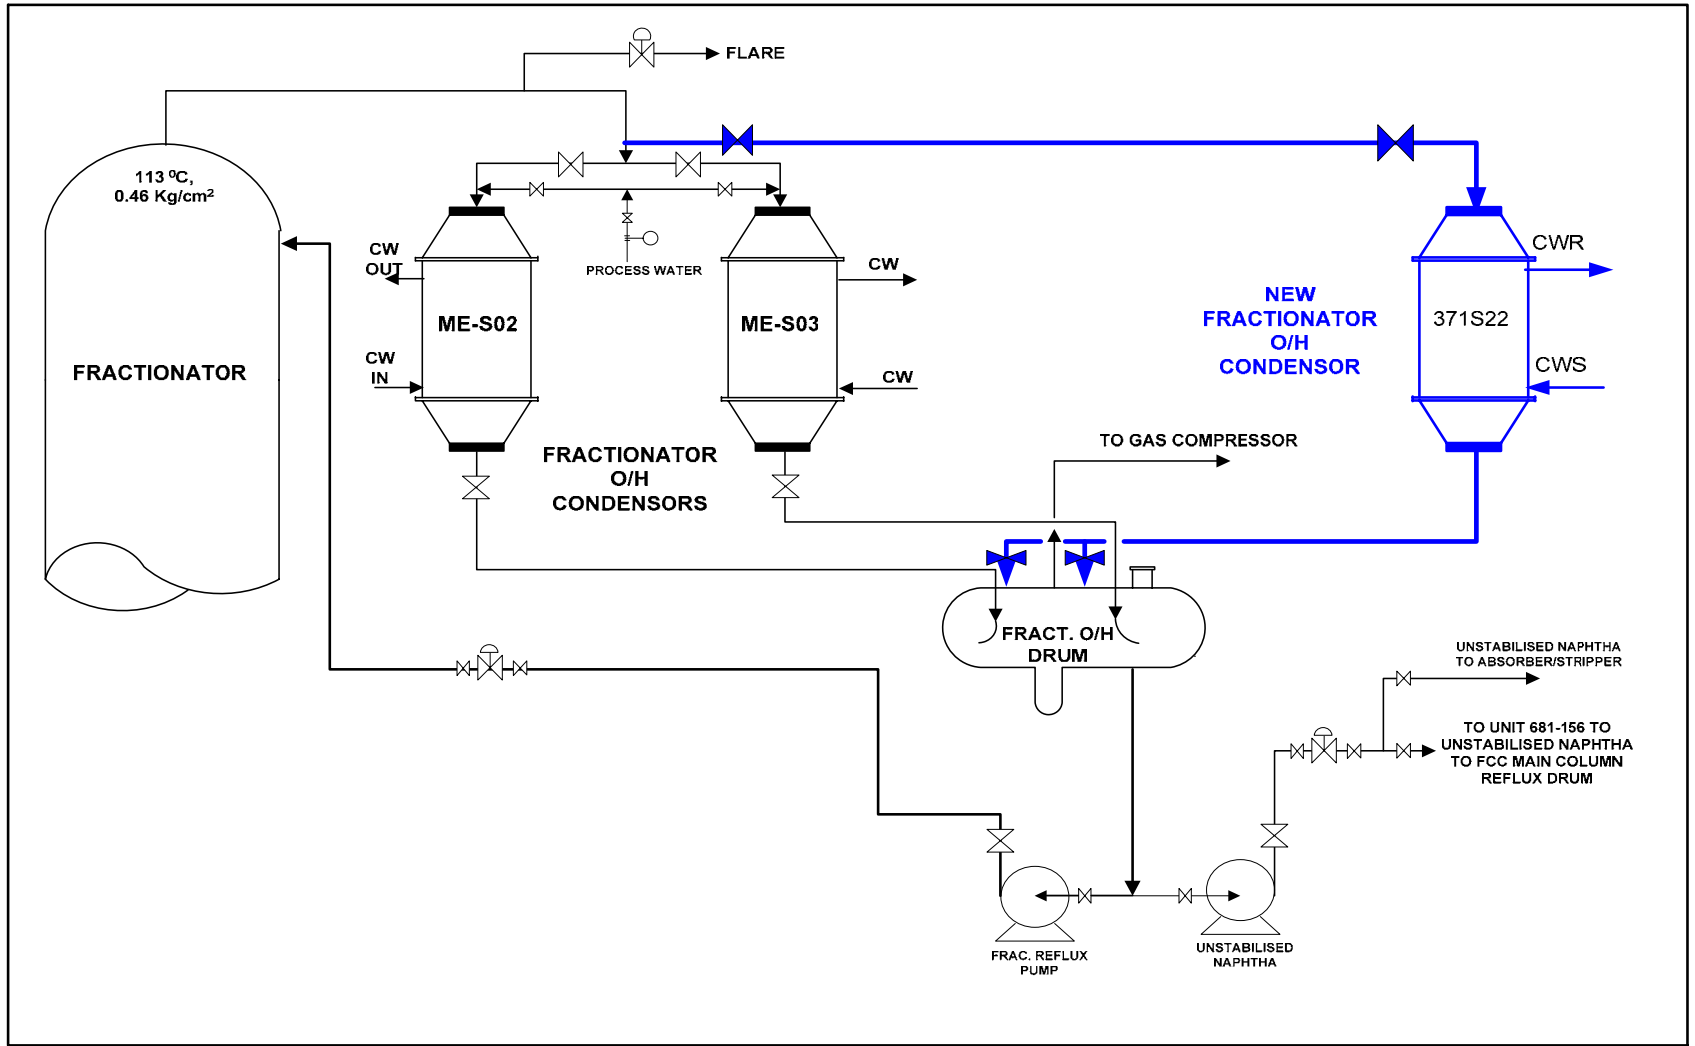 FLARE
113 ⁰C,
0.46 Kg/cm²
CW
OUT
PROCESS WATER
CW
CWR
ME-S02
ME-S03
NEW
FRACTIONATOR
O/H
CONDENSOR
371S22
FRACTIONATOR
CW
IN
CW
CWS
FRACTIONATOR
O/H
CONDENSORS
TO GAS COMPRESSOR
FRACT. O/H
DRUM
UNSTABILISED NAPHTHA
TO ABSORBER/STRIPPER
TO UNIT 681-156 TO
UNSTABILISED NAPHTHA
TO FCC MAIN COLUMN
REFLUX DRUM
FRAC. REFLUX
PUMP
UNSTABILISED
NAPHTHA